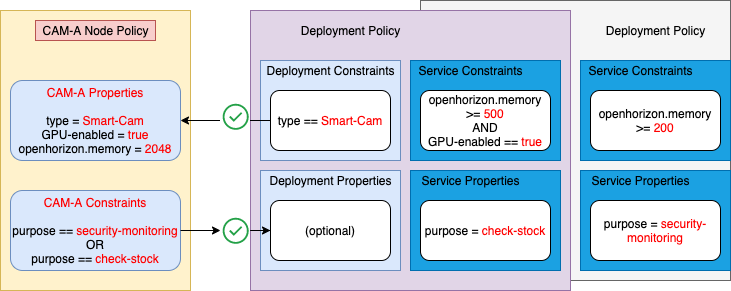 CAM-A Node Policy
CAM-A Properties
type = Smart-Cam
GPU-enabled = true
openhorizon.memory = 2048
CAM-A Constraints
purpose == security-monitoring
OR
purpose == check-stock
Deployment Policy
Deployment Constraints
type == Smart-Cam
Service Constraints
openhorizon.memory
>= 500
AND
GPU-enabled == true
Deployment Properties
(optional)
Service Properties
purpose = check-stock
Deployment Policy
Service Constraints
openhorizon.memory
>= 200
Service Properties
purpose = security-
monitoring